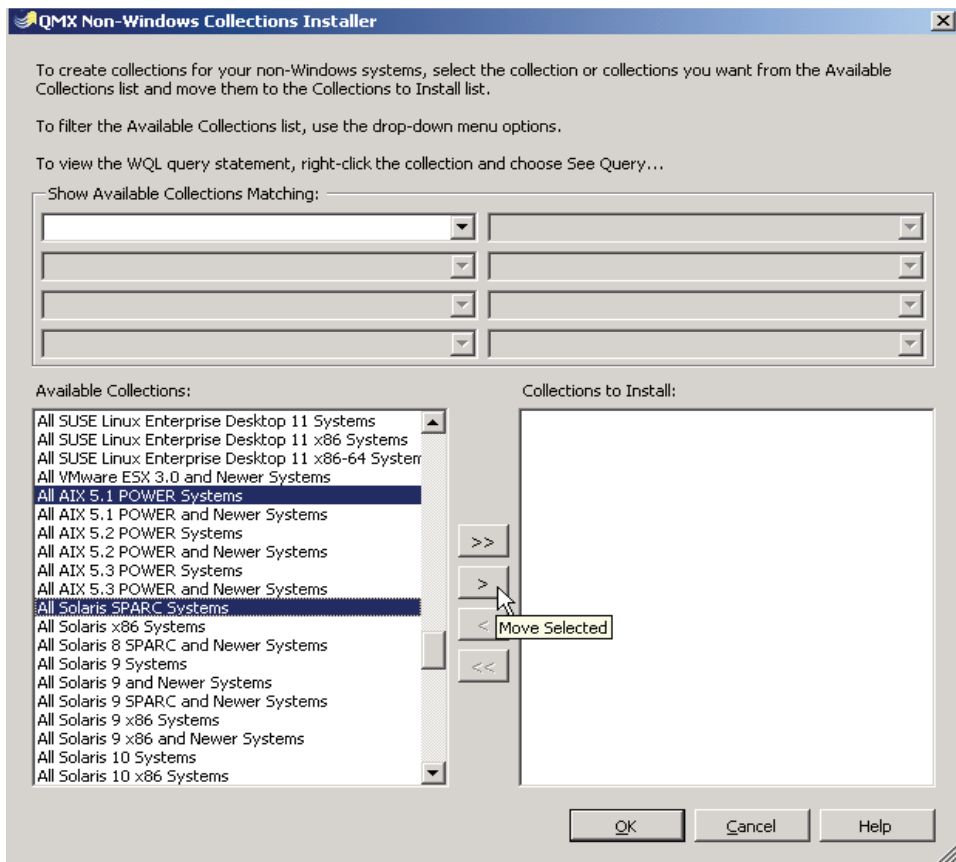 QMX Non-Windows Collections Installer
To create collections for your non-Windows systems, select the collection or collections you want from the Available
Collections list and move them to the Collections to Install list.
To filter the Available Collections list, use the drop-down menu options.
To view the WQL query statement, right-click the collection and choose See Query...
Show Available Collections Matching:
Available Collections:
Collections to Install:
All SUSE Linux Enterprise Desktop 11 Systems
All SUSE Linux Enterprise Desktop 11 x86 Systems
All SUSE Linux Enterprise Desktop 11 x86-64 System
All VMware ESX 3.0 and Newer Systems
All AIX 5.1 POWER Systems
All AIX 5.1 POWER and Newer Systems
All AIX 5.2 POWER Systems
All AIX 5.2 POWER and Newer Systems
All AIX 5.3 POWER Systems
All AIX 5.3 POWER and Newer Systems
All Solaris SPARC Systems
All Solaris x86 Systems
All Solaris 8 SPARC and Newer Systems
All Solaris 9 Systems
All Solaris 9 and Newer Systems
All Solaris 9 SPARC and Newer Systems
All Solaris 9 x86 Systems
All Solaris 9 x86 and Newer Systems
All Solaris 10 Systems
All Solaris 10 x86 Systems
>>
>
<
Move Selected
<<
OK
Cancel
Help